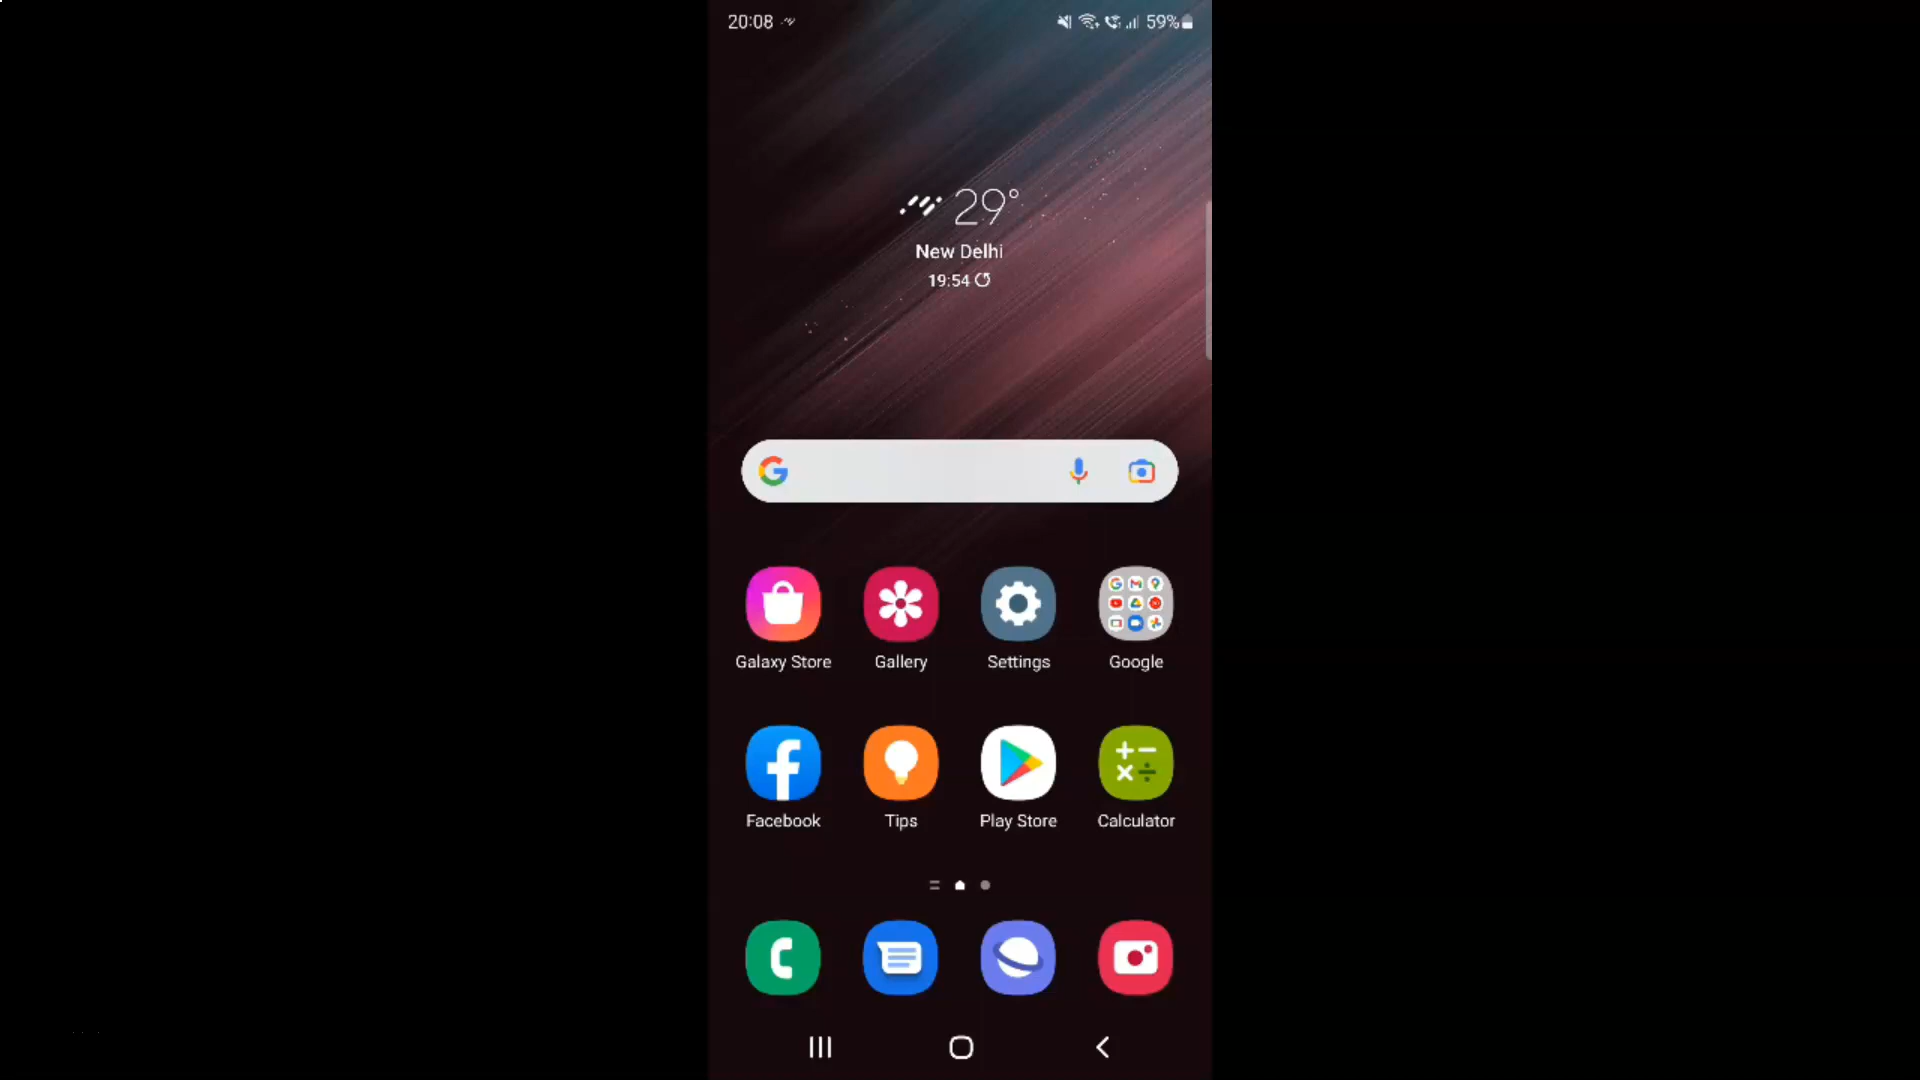 20:08
59%
29°
New Delhi
19:54
Galaxy Store
Gallery
Settings
Google
Facebook
Tips
Play Store
Calculator